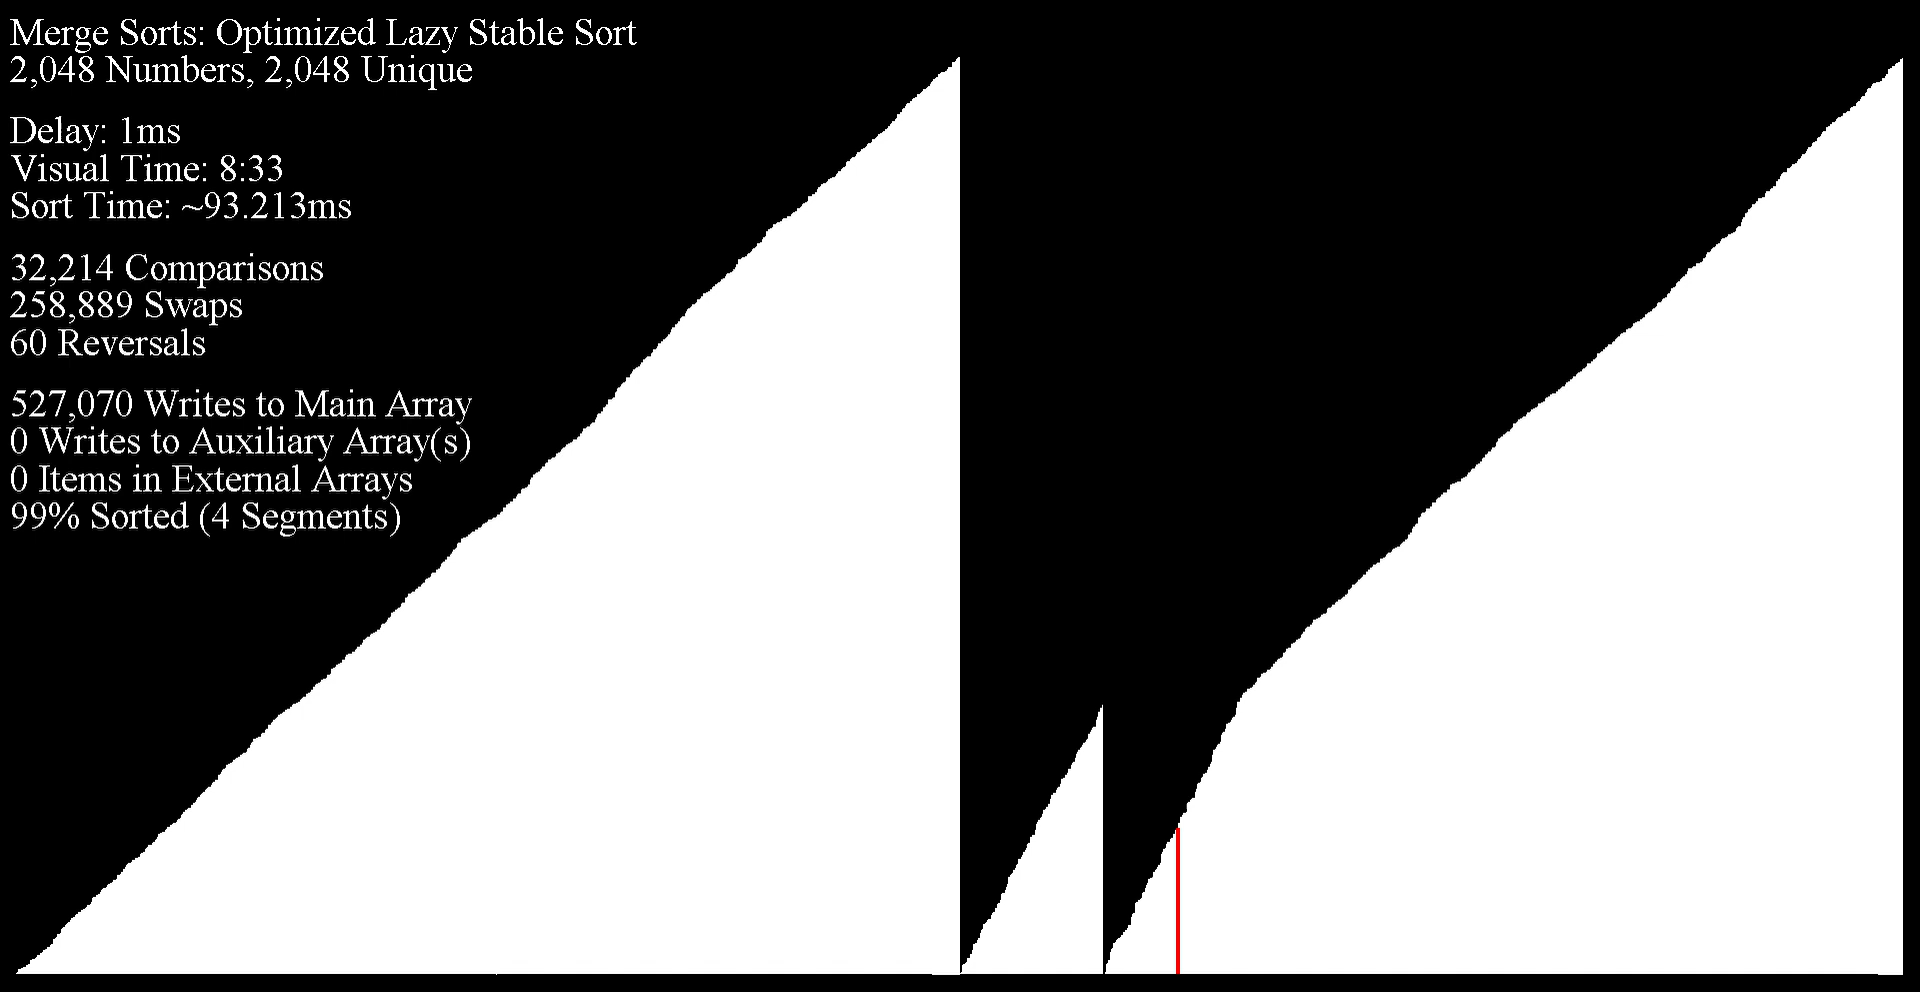 Merge Sorts: Optimized Lazy Stable Sort
2,048 Numbers, 2,048 Unique
Delay: 1ms
Visual Time: 8:33
Sort Time: ~93.213ms
32,214 Comparisons
258,889 Swaps
60 Reversals
527,070 Writes to Main Array
0 Writes to Auxiliary Array(s)
0 Items in External Arrays
99% Sorted (4 Segments)